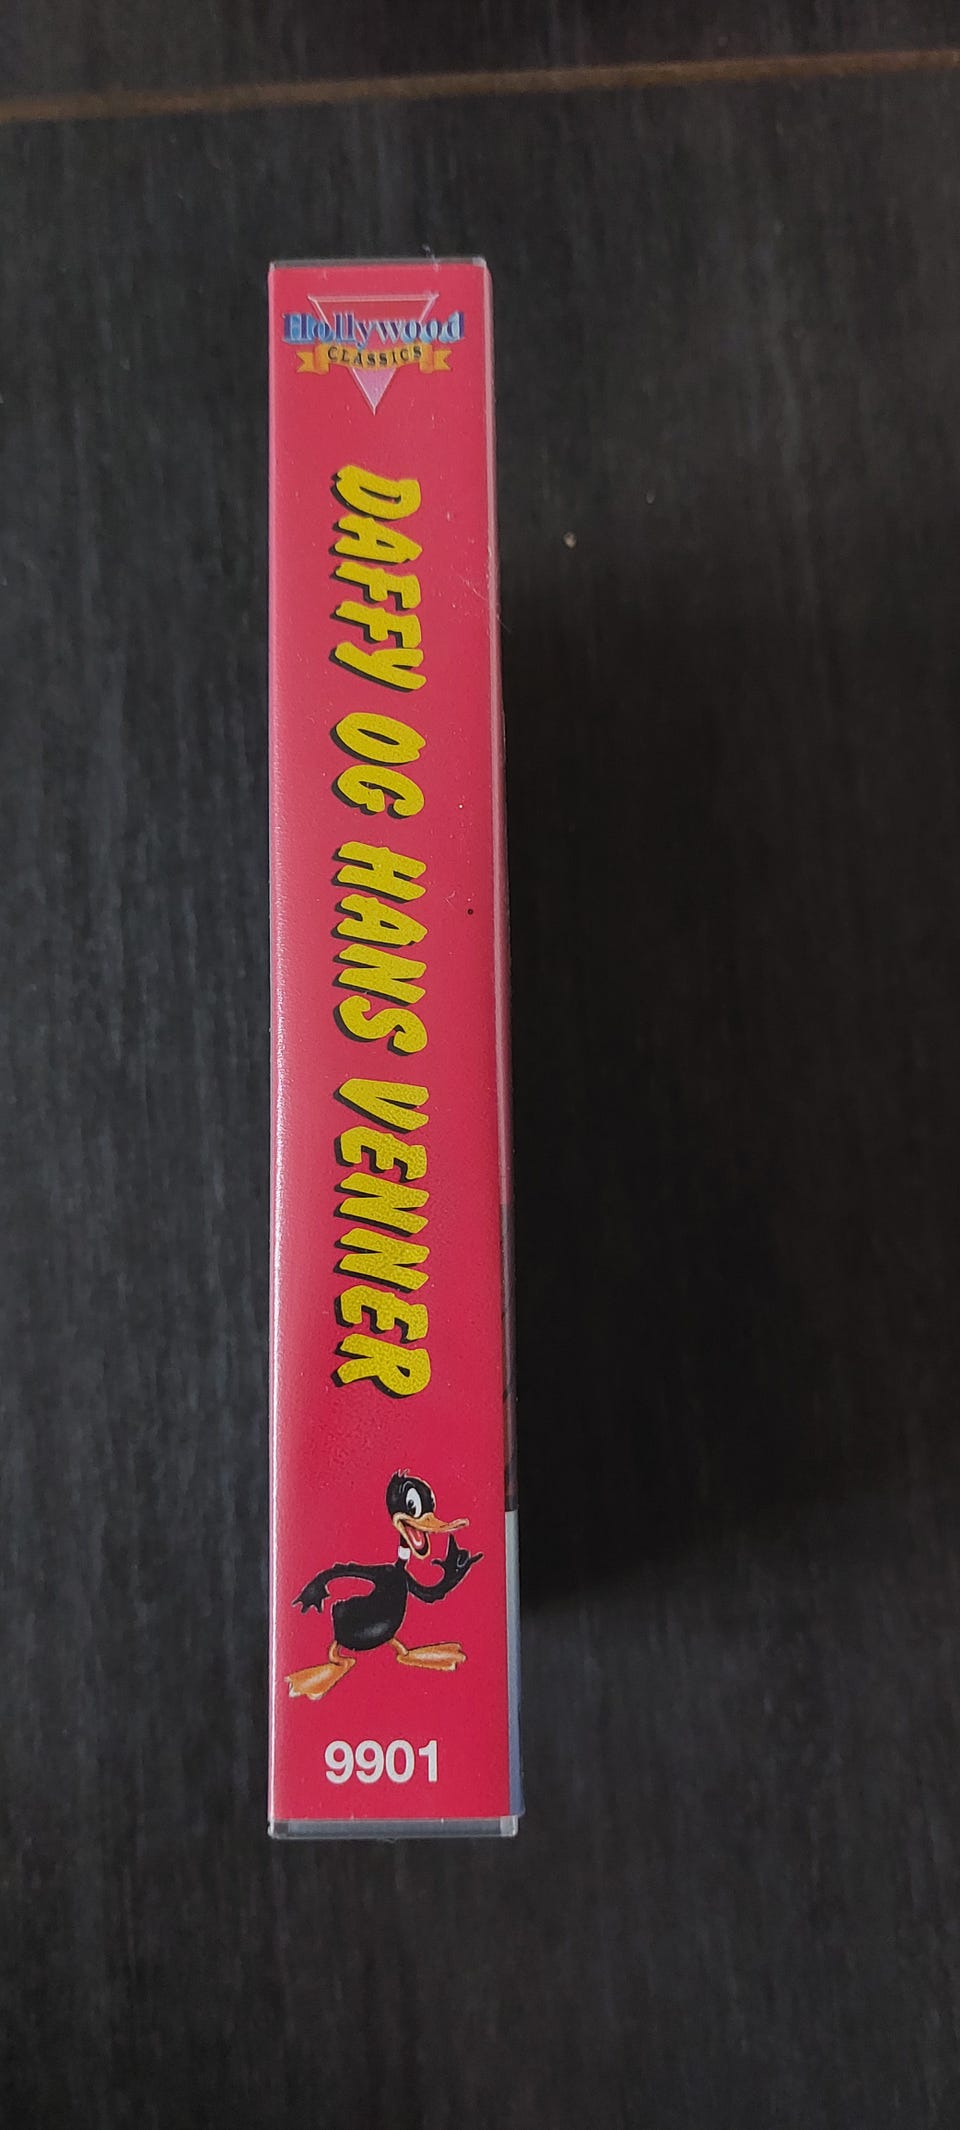 Hollywood
CLASSICS
DAFFY OG HANS VENNER
9901